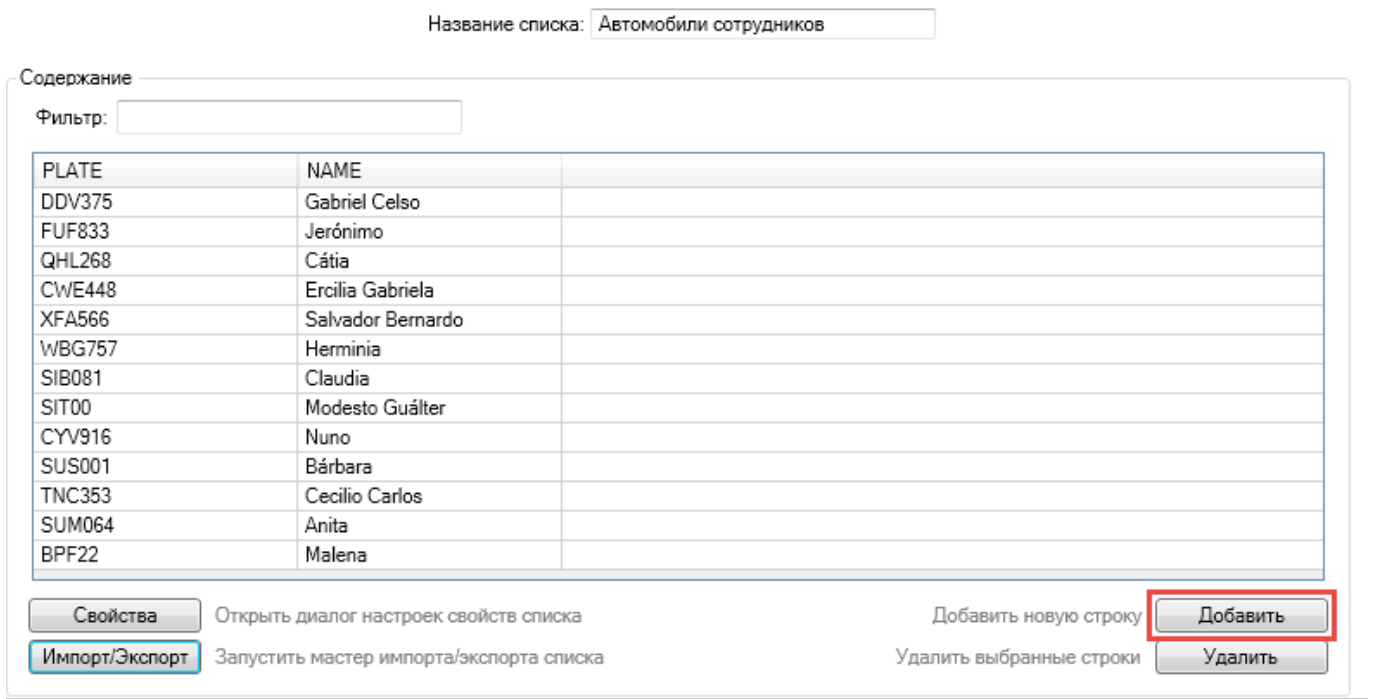 Название списка: Автомобили сотрудников
Содержание
Фильтр:
PLATE NAME
DDV375 Gabriel Celso
FUF833 Jerónimo
QHL268 Cátia
CWE448 Ercilia Gabriela
XFA566 Salvador Bernardo
WBG757 Herminia
SIB081 Claudia
SIT00 Modesto Guálter
CYV916 Nuno
SUS001 Bárbara
TNC353 Cecilio Carlos
SUM064 Anita
BPF22 Malena
Свойства Открыть диалог настроек свойств списка Добавить новую строку Добавить
Импорт/Экспорт Запустить мастер импорта/экспорта списка Удалить выбранные строки Удалить